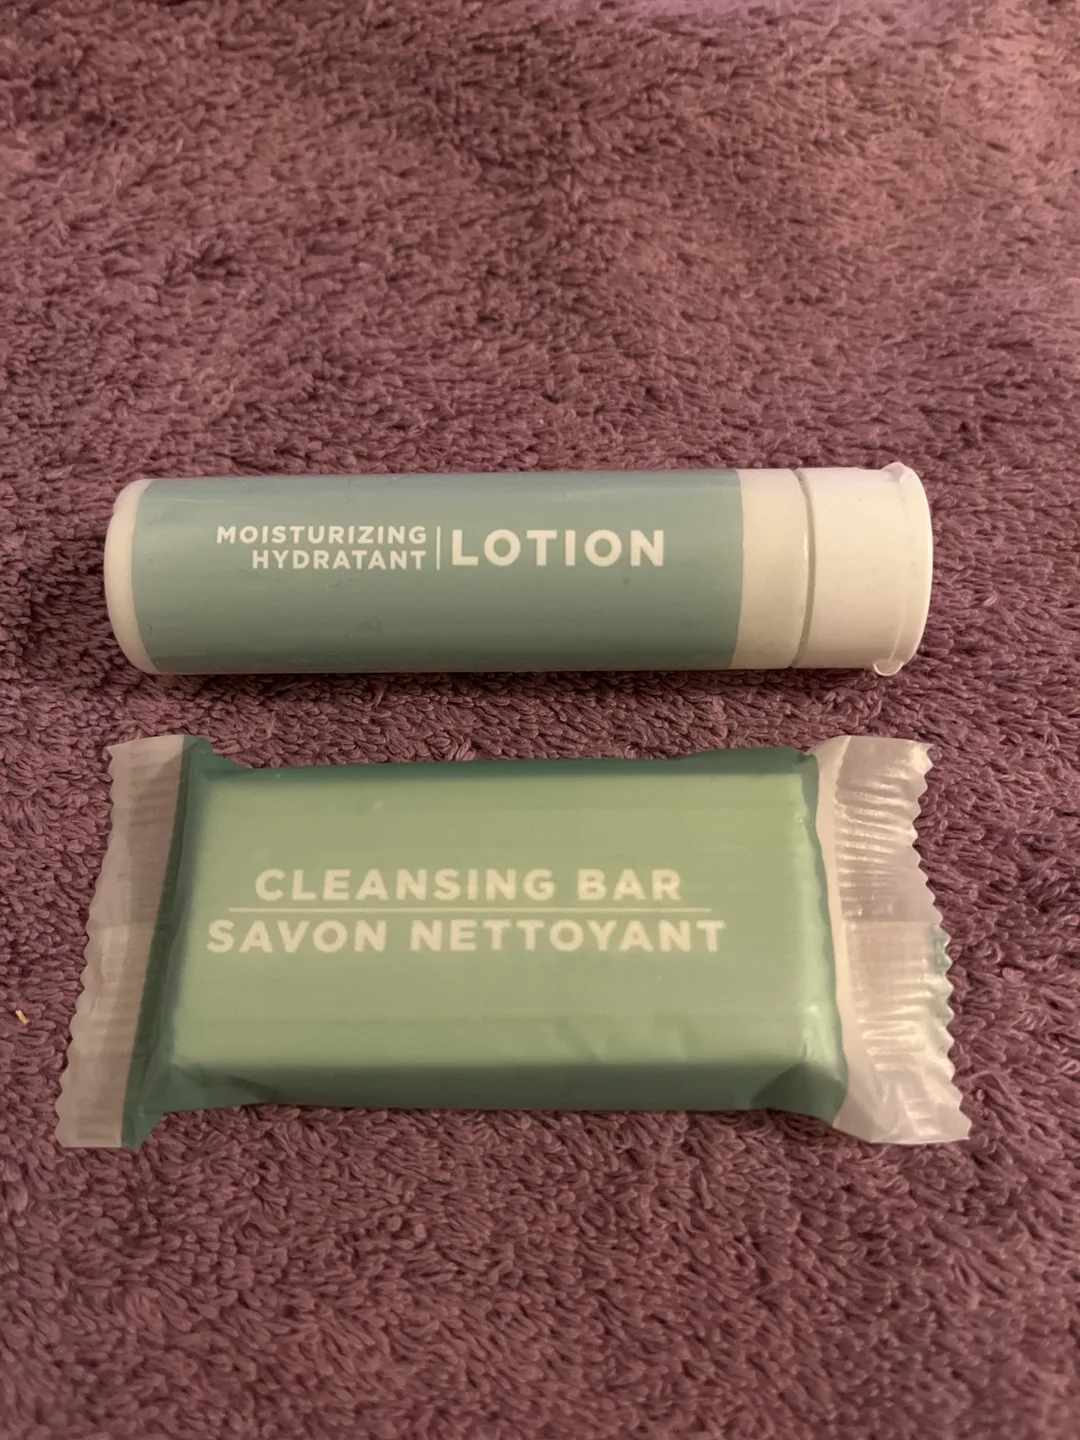 MOISTURIZING
HYDRATANT
LOTION
CLEANSING BAR
SAVON NETTOYANT